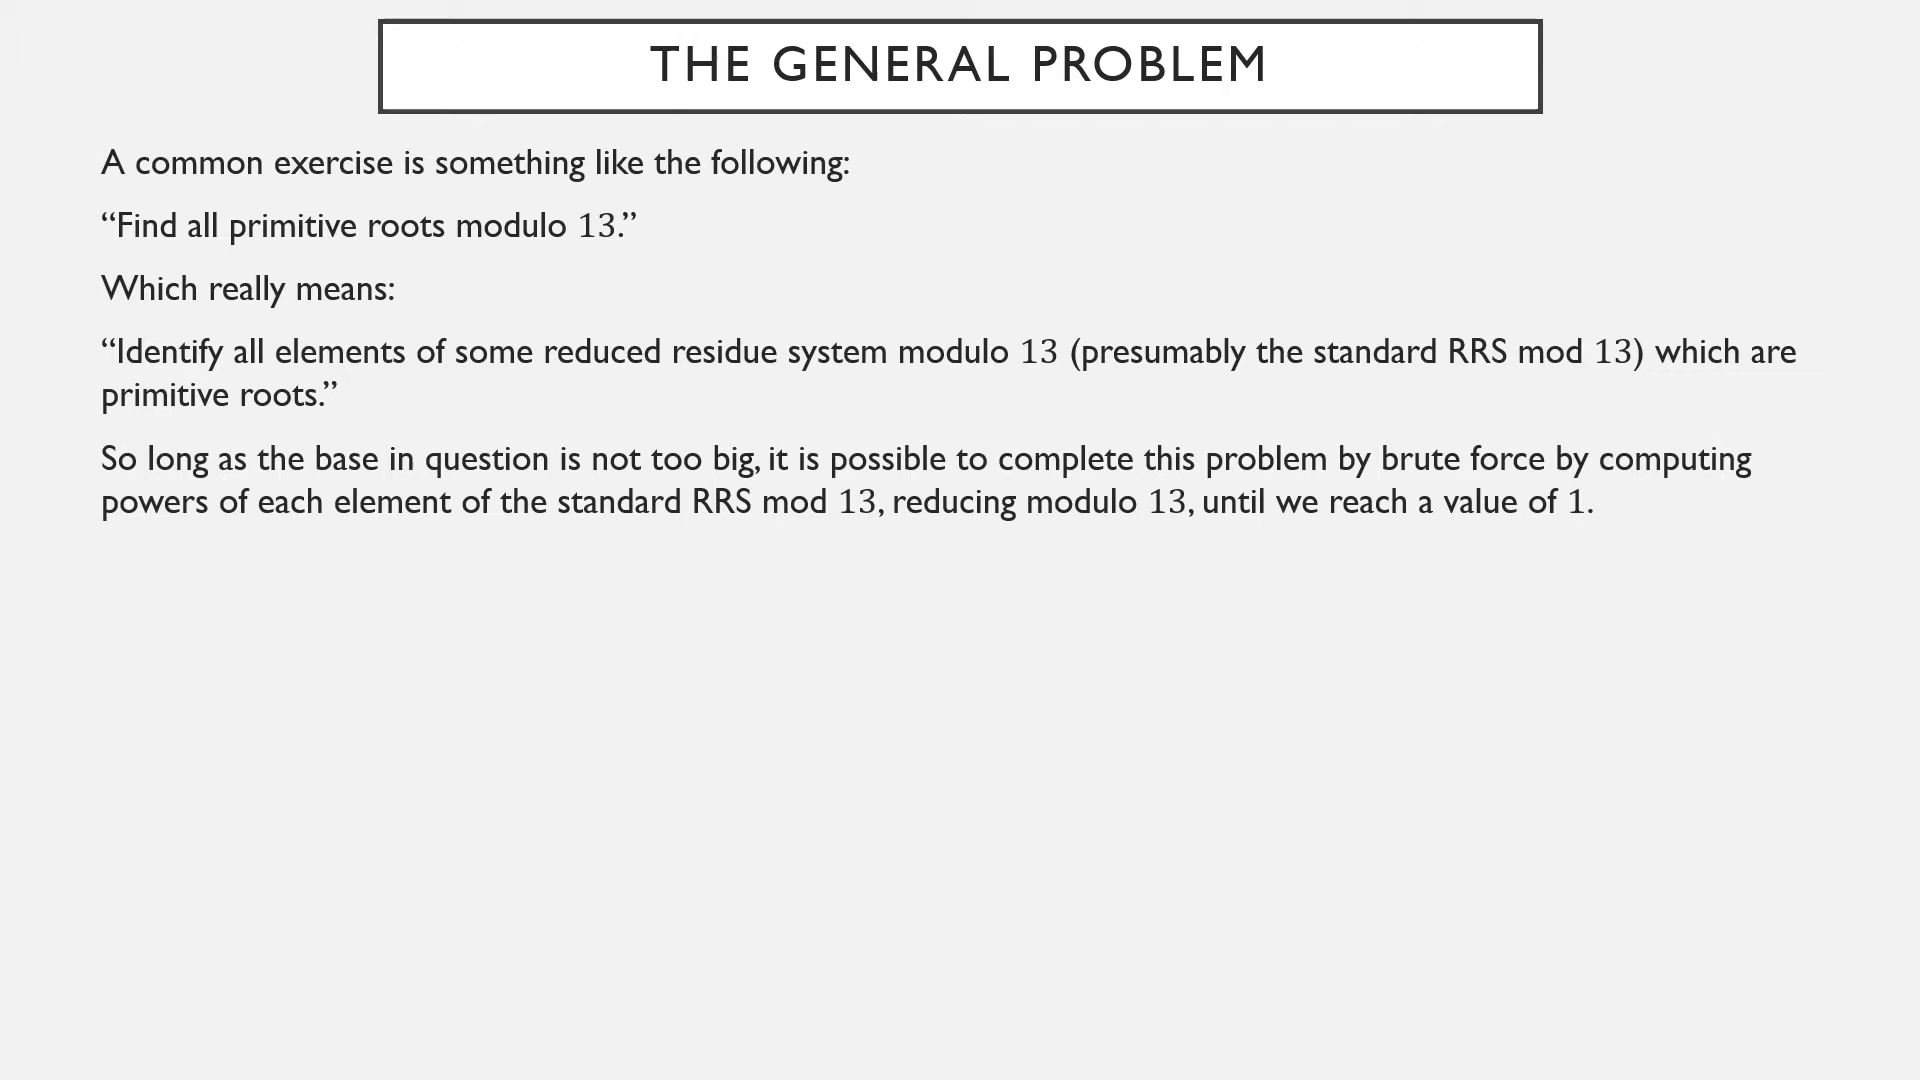 THE GENERAL PROBLEM
A common exercise is something like the following:
“Find all primitive roots modulo 13.”
Which really means:
“Identify all elements of some reduced residue system modulo 13 (presumably the standard RRS mod 13) which are
primitive roots.”
So long as the base in question is not too big, it is possible to complete this problem by brute force by computing
powers of each element of the standard RRS mod 13, reducing modulo 13, until we reach a value of 1.